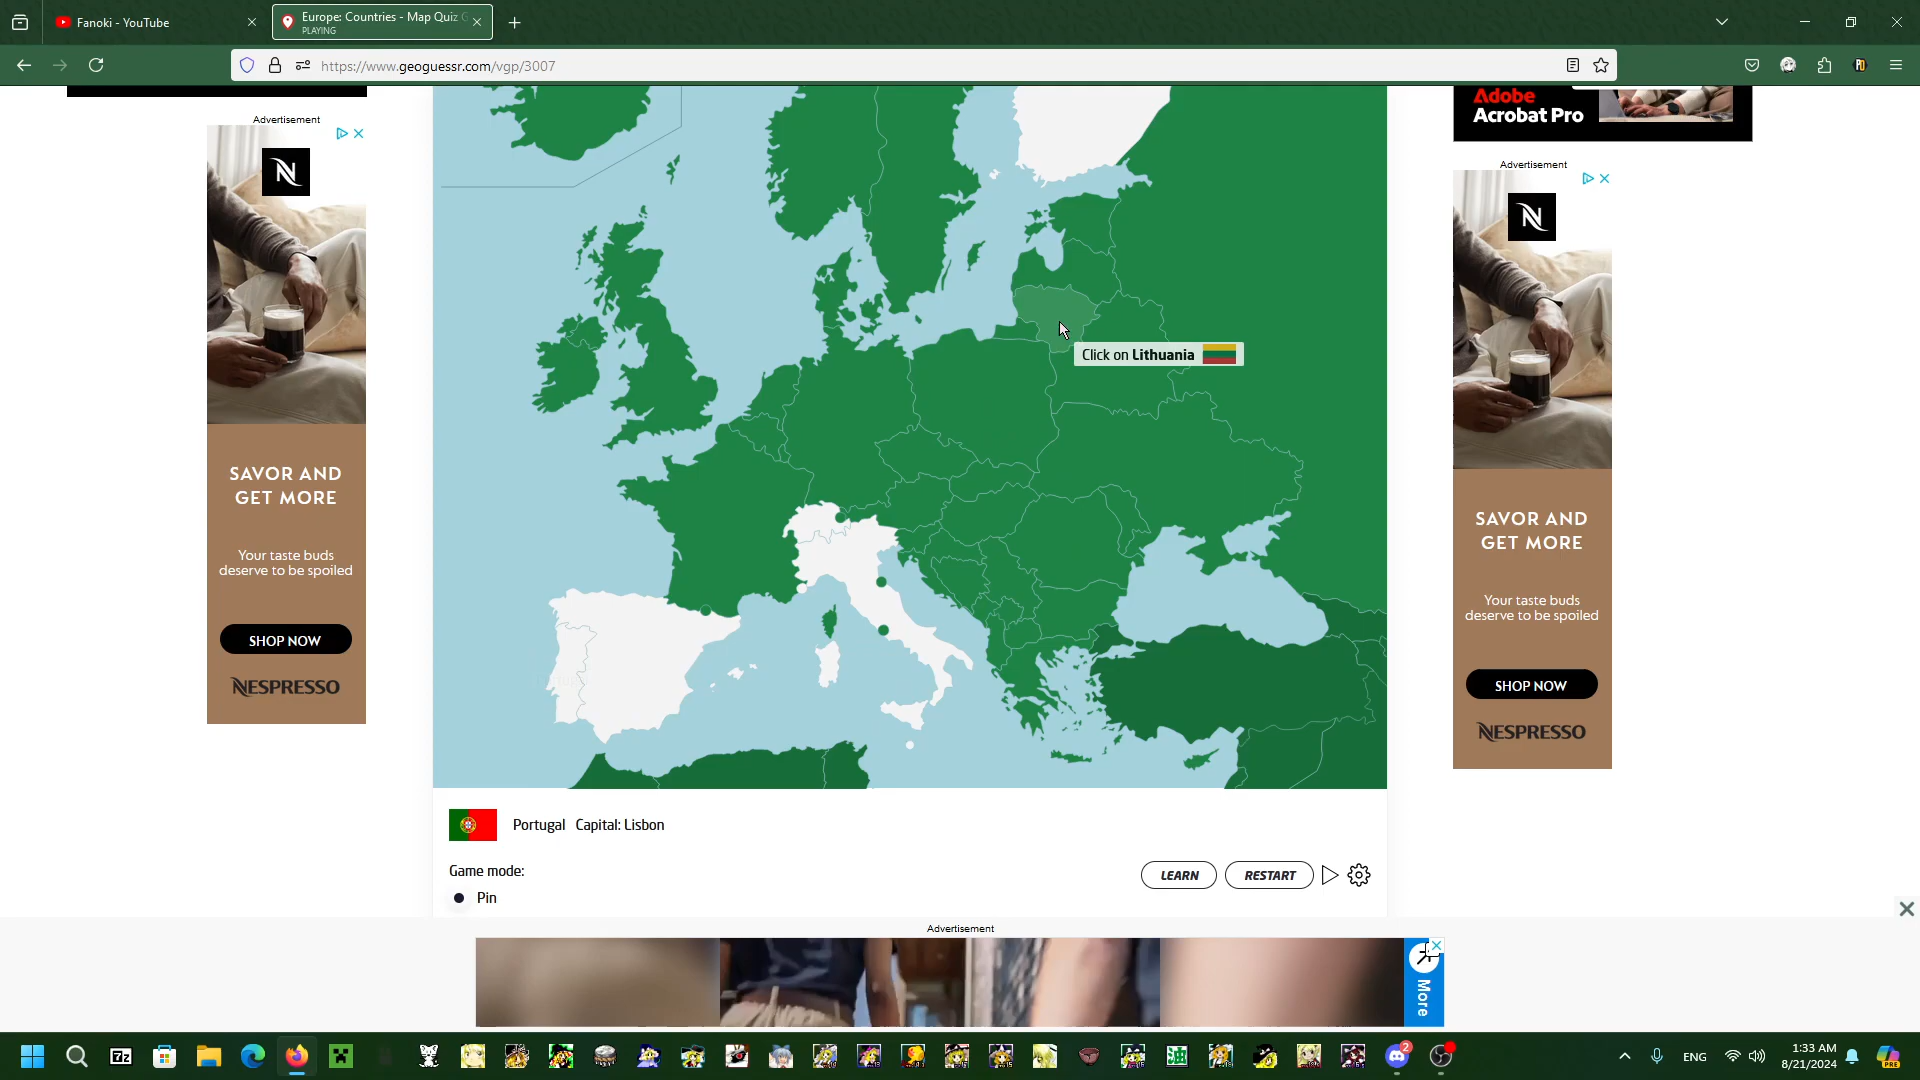 Fanoki - YouTube
Europe: Countries - Map Quiz G
PLAYING
https://www.geoguessr.com/vgp/3007
Advertisement
N
SAVOR AND
GET MORE
Your taste buds
deserve to be spoiled
SHOP NOW
NESPRESSO
Click on Lithuania
Adobe
Acrobat Pro
Advertisement
N
SAVOR AND
GET MORE
Your taste buds
deserve to be spoiled
SHOP NOW
NESPRESSO
Portugal Capital: Lisbon
Game mode:
Pin
LEARN
RESTART
Advertisement
More
7z
2
ENG
1:33 AM
8/21/2024
PRE